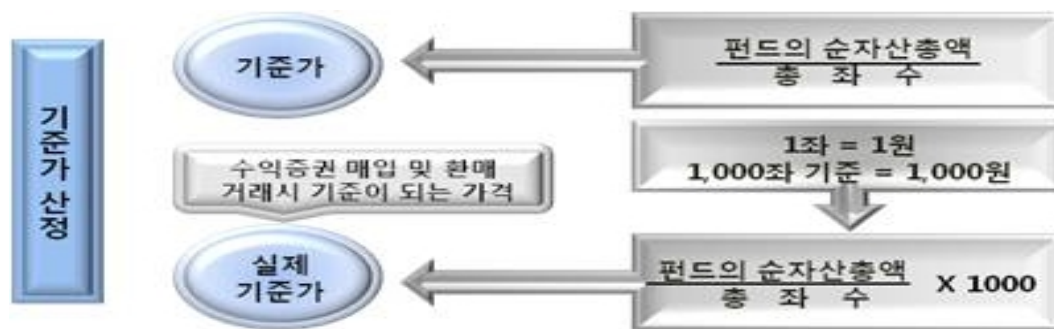 기준가 산정
기준가
펀드의 순자산총액
총 좌 수
수익증권 매입 및 환매
거래시 기준이 되는 가격
1좌 = 1원
1,000좌 기준 = 1,000원
실제
기준가
펀드의 순자산총액
총 좌 수
X 1000